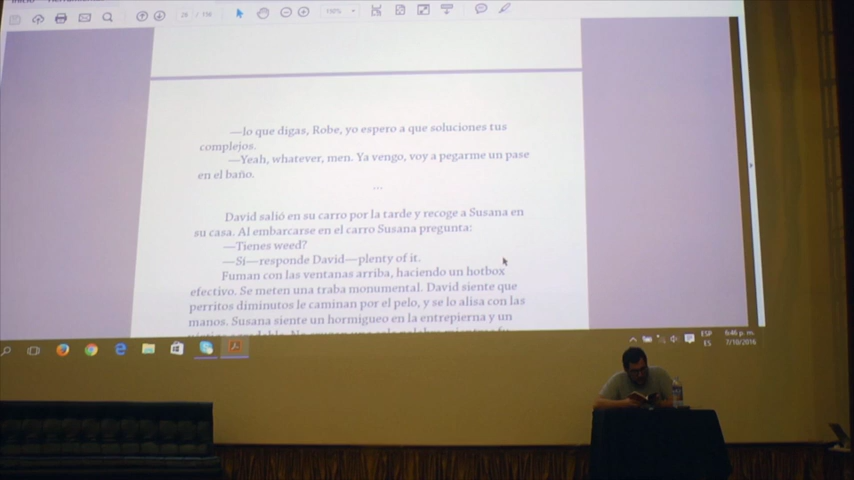 28 / 156
150%
—lo que digas, Robe, yo espero a que soluciones tus
complejos.
—Yeah, whatever, men. Ya vengo, voy a pegarme un pase
en el baño.
...
David salió en su carro por la tarde y recoge a Susana en
su casa. Al embarcarse en el carro Susana pregunta:
—Tienes weed?
—Sí—responde David—plenty of it.
Fuman con las ventanas arriba, haciendo un hotbox
efectivo. Se meten una traba monumental. David siente que
perritos diminutos le caminan por el pelo, y se lo alisa con las
manos. Susana siente un hormigueo en la entrepierna y un
ESP
ES
6:46 p. m.
7/10/2016